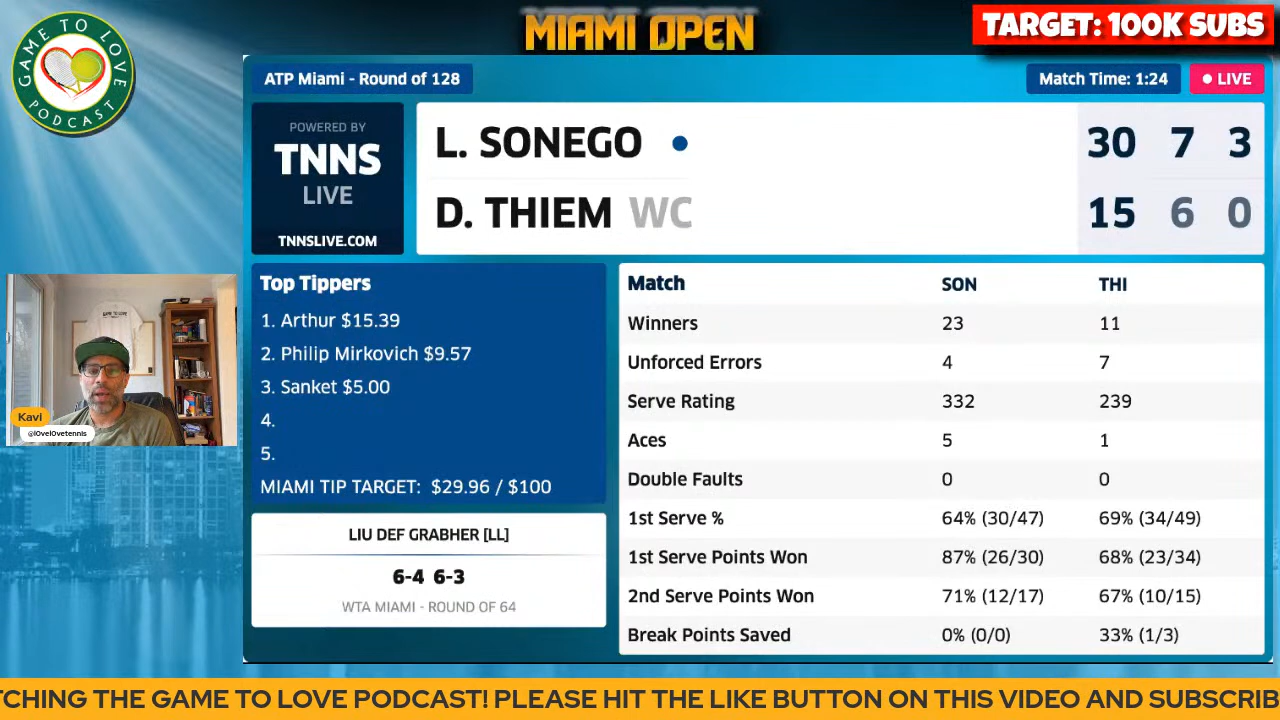 GAME TO LOVE
PODCAST
MIAMI OPEN
TARGET: 100K SUBS
ATP Miami - Round of 128
Match Time: 1:24
LIVE
POWERED BY
TNNS
LIVE
TNNSLIVE.COM
L. SONEGO 30 7 3
D. THIEM WC 15 6 0
Top Tippers
1. Arthur $15.39
2. Philip Mirkovich $9.57
3. Sanket $5.00
4.
5.
MIAMI TIP TARGET: $29.96 / $100
LIU DEF GRABHER [LL]
6-4 6-3
WTA MIAMI - ROUND OF 64
Match SON THI
Winners 23 11
Unforced Errors 4 7
Serve Rating 332 239
Aces 5 1
Double Faults 0 0
1st Serve % 64% (30/47) 69% (34/49)
1st Serve Points Won 87% (26/30) 68% (23/34)
2nd Serve Points Won 71% (12/17) 67% (10/15)
Break Points Saved 0% (0/0) 33% (1/3)
Kavi
@l0vel0vetennis
TCHING THE GAME TO LOVE PODCAST! PLEASE HIT THE LIKE BUTTON ON THIS VIDEO AND SUBSCRIB